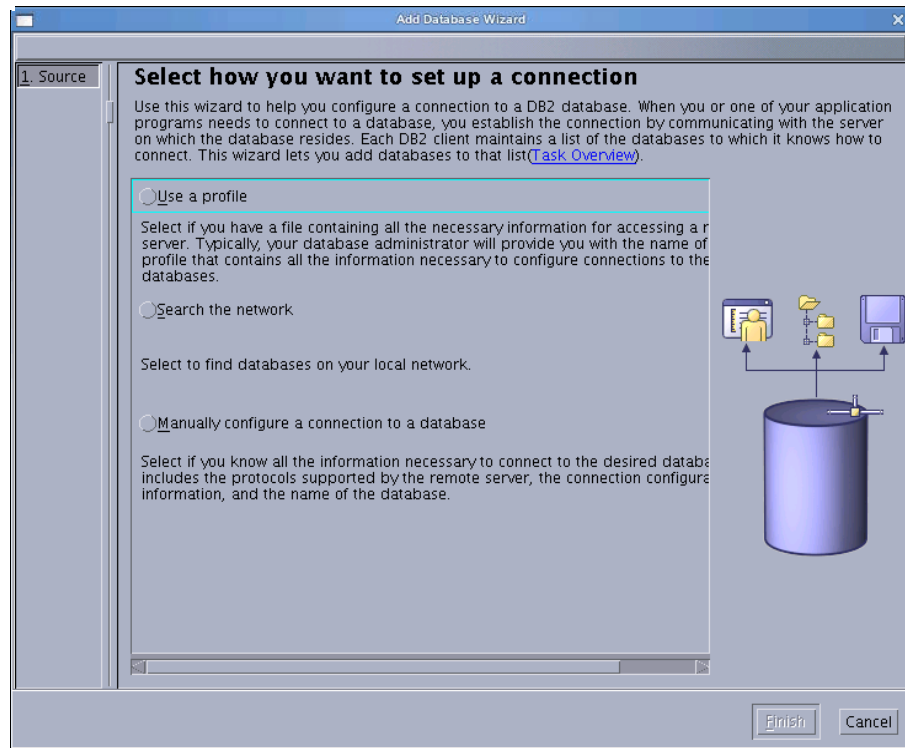 Add Database Wizard
1. Source
Select how you want to set up a connection
Use this wizard to help you configure a connection to a DB2 database. When you or one of your application
programs needs to connect to a database, you establish the connection by communicating with the server
on which the database resides. Each DB2 client maintains a list of the databases to which it knows how to
connect. This wizard lets you add databases to that list(Task Overview).
Use a profile
Select if you have a file containing all the necessary information for accessing a r
server. Typically, your database administrator will provide you with the name of
profile that contains all the information necessary to configure connections to the
databases.
Search the network
Select to find databases on your local network.
Manually configure a connection to a database
Select if you know all the information necessary to connect to the desired databa
includes the protocols supported by the remote server, the connection configura
information, and the name of the database.
Finish
Cancel